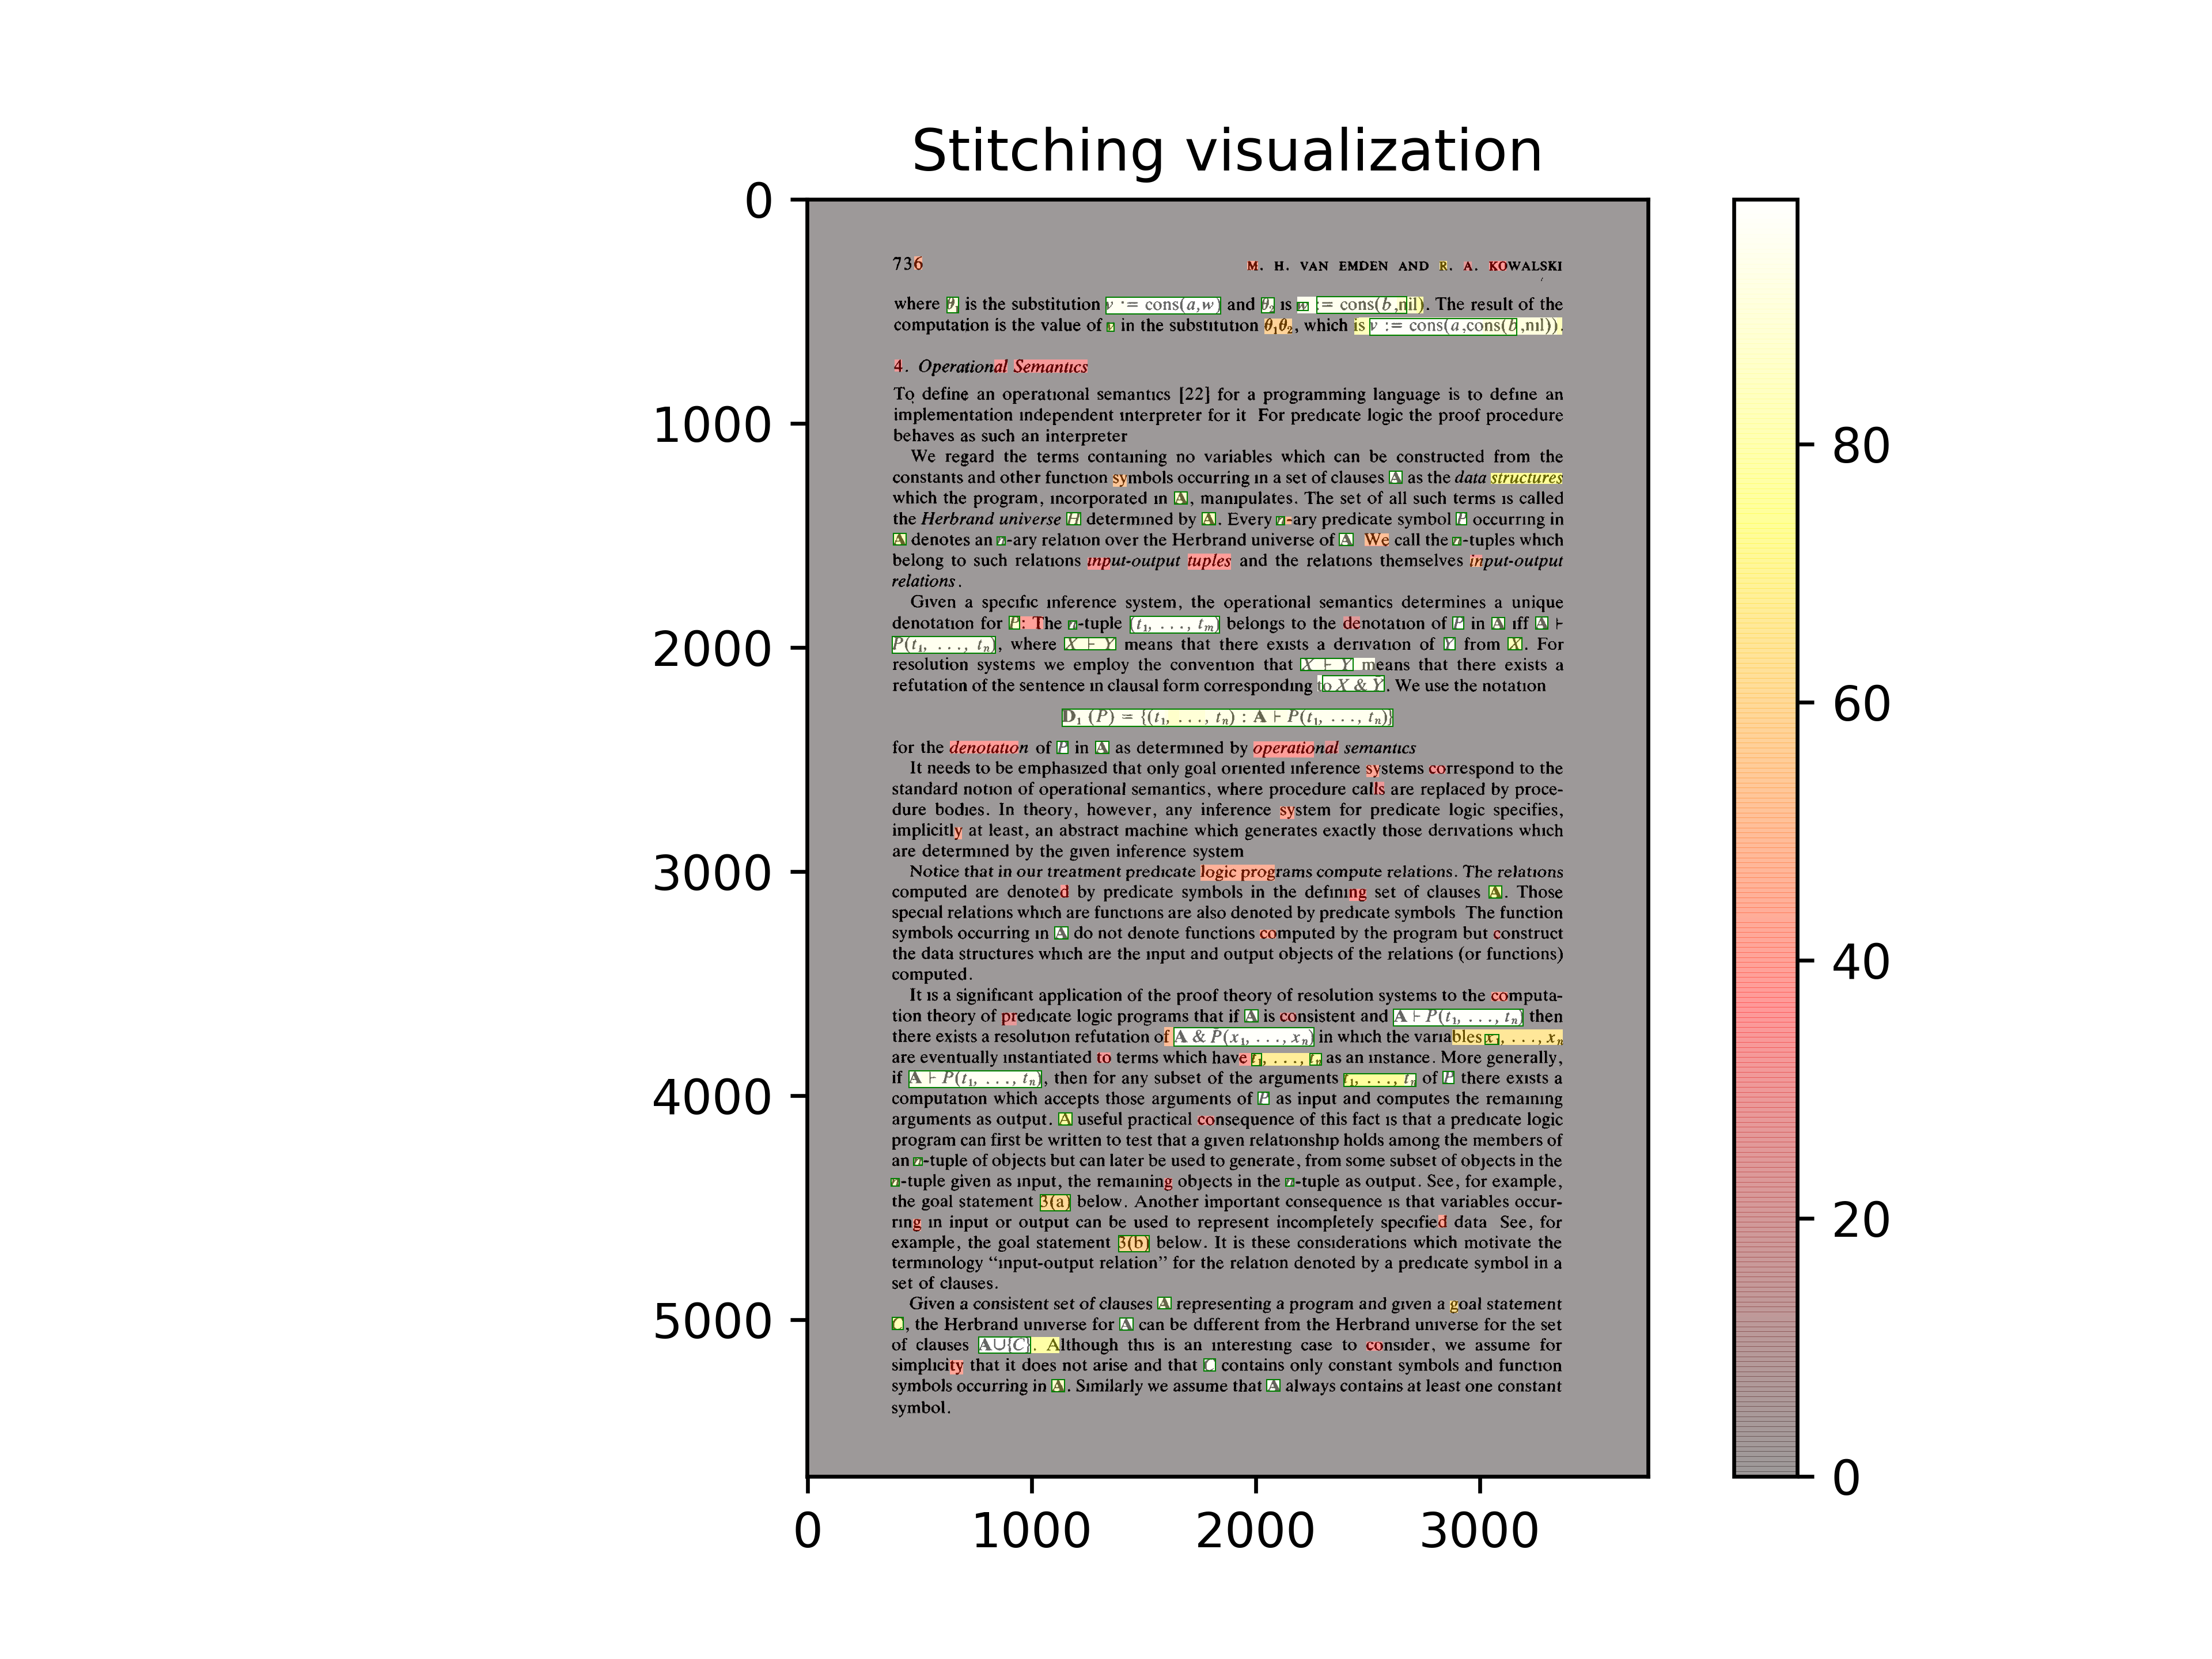 Stitching visualization
0
1000
2000
3000
4000
5000
0
1000
2000
3000
0
20
40
60
80
736
M. H. VAN EMDEN AND R. A. KOWALSKI
where θ₁ is the substitution v := cons(a,w) and θ₂ is w := cons(b,nil). The result of the
computation is the value of v in the substitution θ₁θ₂, which is v := cons(a,cons(b,nil)).
4. Operational Semantics
To define an operational semantics [22] for a programming language is to define an
implementation independent interpreter for it For predicate logic the proof procedure
behaves as such an interpreter
We regard the terms containing no variables which can be constructed from the
constants and other function symbols occurring in a set of clauses A as the data structures
which the program, incorporated in A, manipulates. The set of all such terms is called
the Herbrand universe H determined by A. Every n-ary predicate symbol P occurring in
A denotes an n-ary relation over the Herbrand universe of A We call the n-tuples which
belong to such relations input-output tuples and the relations themselves input-output
relations.
Given a specific inference system, the operational semantics determines a unique
denotation for P: The n-tuple (t₁, . . ., tₘ) belongs to the denotation of P in A iff A ⊢
P(t₁, . . ., tₙ), where X ⊢ Y means that there exists a derivation of Y from X. For
resolution systems we employ the convention that X ⊢ Y means that there exists a
refutation of the sentence in clausal form corresponding to X & Ȳ. We use the notation
D₁ (P) = {(t₁, . . ., tₙ) : A ⊢ P(t₁, . . ., tₙ)}
for the denotation of P in A as determined by operational semantics
It needs to be emphasized that only goal oriented inference systems correspond to the
standard notion of operational semantics, where procedure calls are replaced by proce-
dure bodies. In theory, however, any inference system for predicate logic specifies,
implicitly at least, an abstract machine which generates exactly those derivations which
are determined by the given inference system
Notice that in our treatment predicate logic programs compute relations. The relations
computed are denoted by predicate symbols in the defining set of clauses A. Those
special relations which are functions are also denoted by predicate symbols The function
symbols occurring in A do not denote functions computed by the program but construct
the data structures which are the input and output objects of the relations (or functions)
computed.
It is a significant application of the proof theory of resolution systems to the computa-
tion theory of predicate logic programs that if A is consistent and A ⊢ P(t₁, . . ., tₙ) then
there exists a resolution refutation of A & P̄(x₁, . . ., xₙ) in which the variables x₁, . . ., xₙ
are eventually instantiated to terms which have t₁, . . ., tₙ as an instance. More generally,
if A ⊢ P(t₁, . . ., tₙ), then for any subset of the arguments t₁, . . ., tₙ of P there exists a
computation which accepts those arguments of P as input and computes the remaining
arguments as output. A useful practical consequence of this fact is that a predicate logic
program can first be written to test that a given relationship holds among the members of
an n-tuple of objects but can later be used to generate, from some subset of objects in the
n-tuple given as input, the remaining objects in the n-tuple as output. See, for example,
the goal statement 3(a) below. Another important consequence is that variables occur-
ring in input or output can be used to represent incompletely specified data See, for
example, the goal statement 3(b) below. It is these considerations which motivate the
terminology “input-output relation” for the relation denoted by a predicate symbol in a
set of clauses.
Given a consistent set of clauses A representing a program and given a goal statement
C, the Herbrand universe for A can be different from the Herbrand universe for the set
of clauses A∪{C}. Although this is an interesting case to consider, we assume for
simplicity that it does not arise and that C contains only constant symbols and function
symbols occurring in A. Similarly we assume that A always contains at least one constant
symbol.